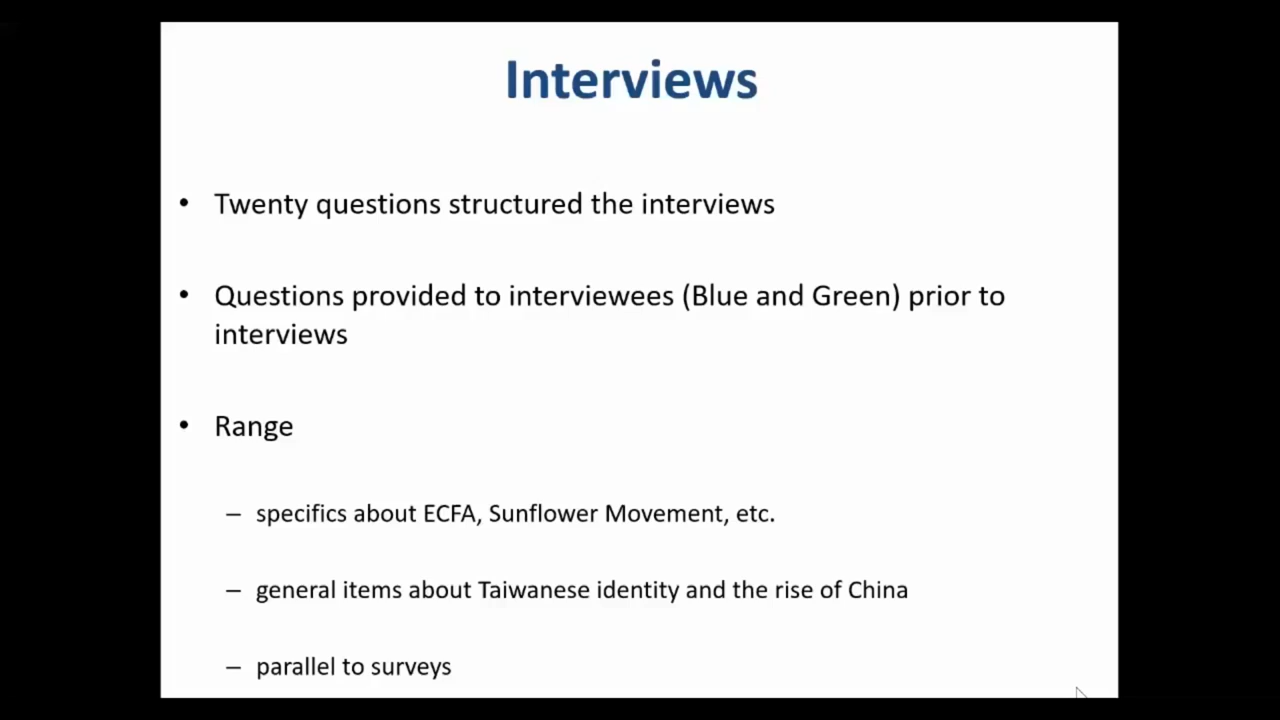 Interviews
• Twenty questions structured the interviews
• Questions provided to interviewees (Blue and Green) prior to
interviews
• Range
– specifics about ECFA, Sunflower Movement, etc.
– general items about Taiwanese identity and the rise of China
– parallel to surveys